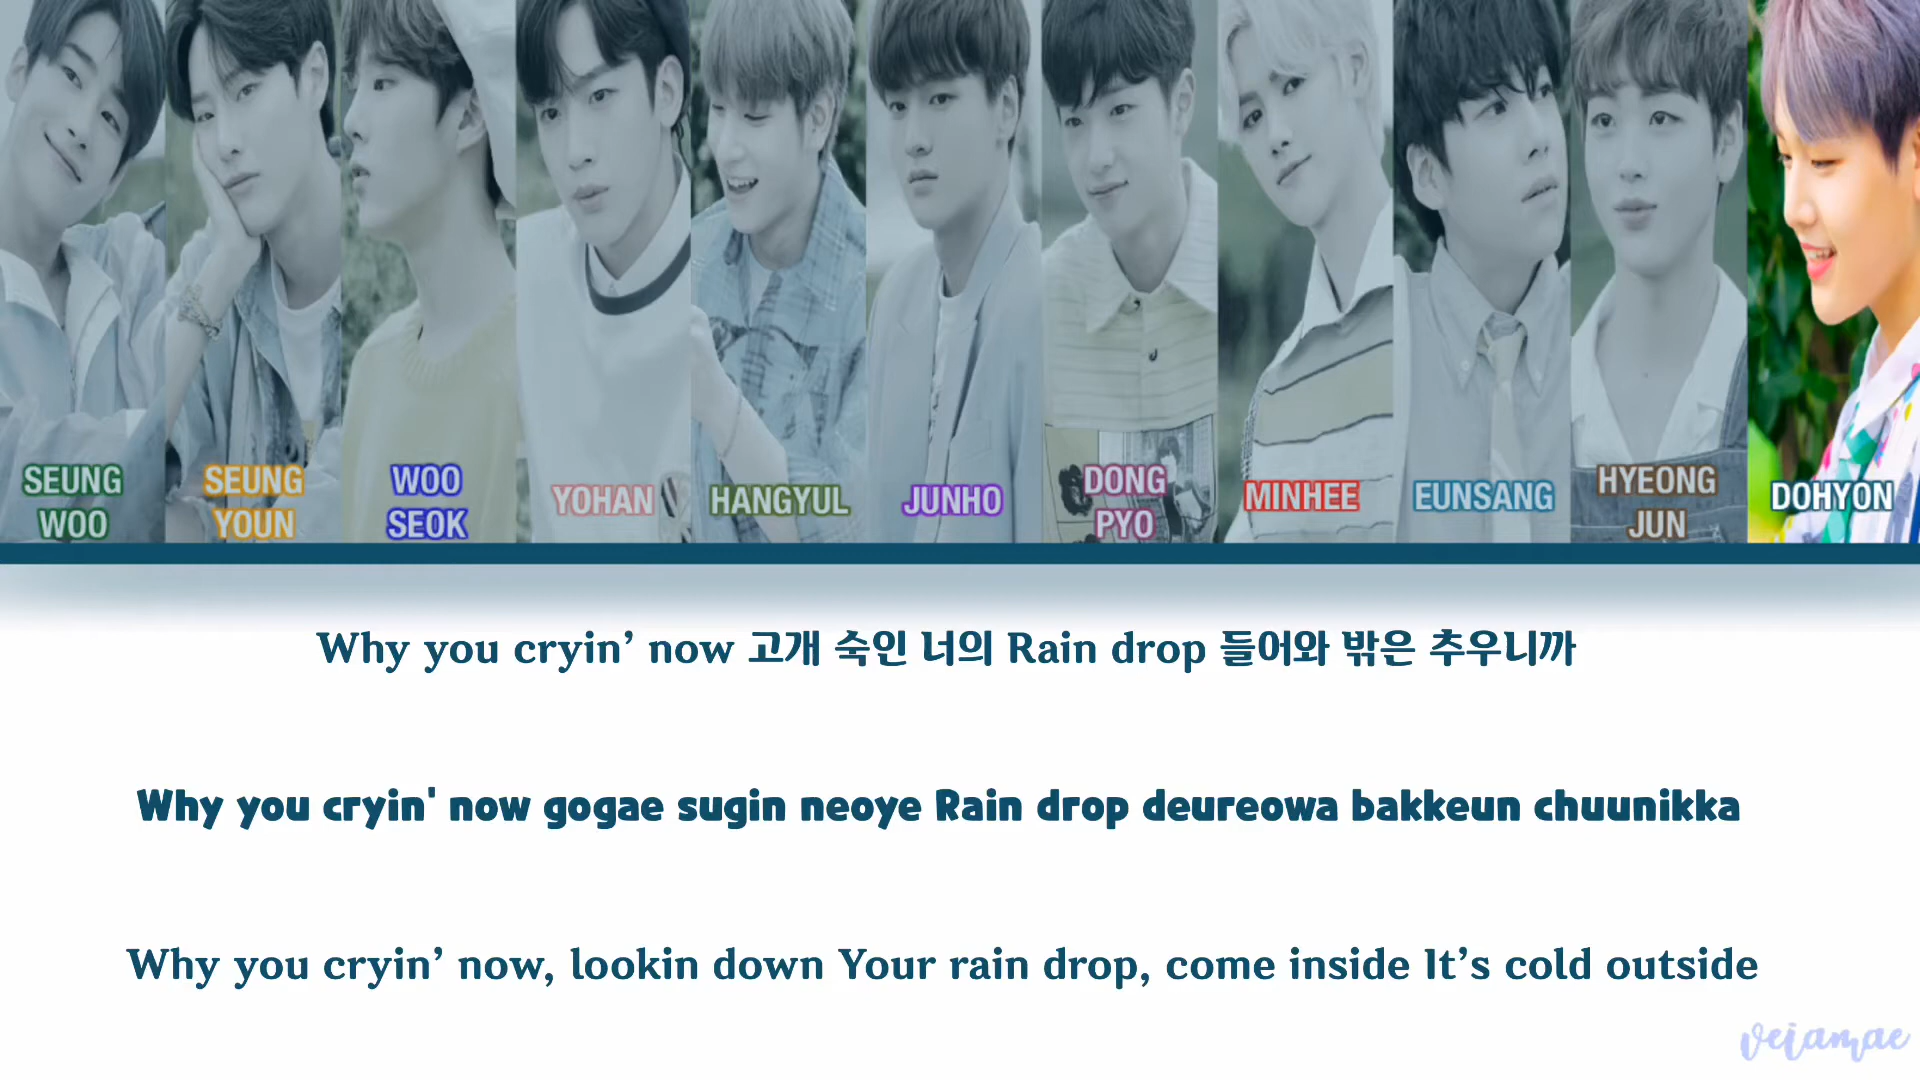 SEUNG
WOO
SEUNG
YOUN
WOO
SEOK
YOHAN
HANGYUL
JUNHO
DONG
PYO
MINHEE
EUNSANG
HYEONG
JUN
DOHYON
Why you cryin’ now 고개 숙인 너의 Rain drop 들어와 밖은 추우니까
Why you cryin' now gogae sugin neoye Rain drop deureowa bakkeun chuunikka
Why you cryin’ now, lookin down Your rain drop, come inside It’s cold outside
veiamae